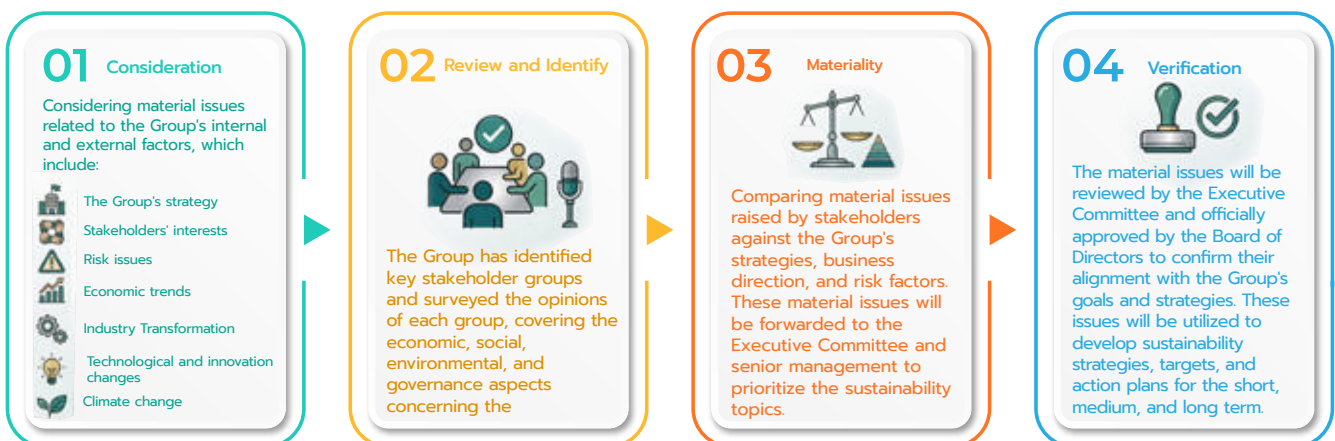 01 Consideration
Considering material issues
related to the Group's internal
and external factors, which
include:
The Group's strategy
Stakeholders' interests
Risk issues
Economic trends
Industry Transformation
Technological and innovation
changes
Climate change
02 Review and Identify
The Group has identified
key stakeholder groups
and surveyed the opinions
of each group, covering the
economic, social,
environmental, and
governance aspects
concerning the
03 Materiality
Comparing material issues
raised by stakeholders
against the Group's
strategies, business
direction, and risk factors.
These material issues will
be forwarded to the
Executive Committee and
senior management to
prioritize the sustainability
topics.
04 Verification
The material issues will be
reviewed by the Executive
Committee and officially
approved by the Board of
Directors to confirm their
alignment with the Group's
goals and strategies. These
issues will be utilized to
develop sustainability
strategies, targets, and
action plans for the short,
medium, and long term.